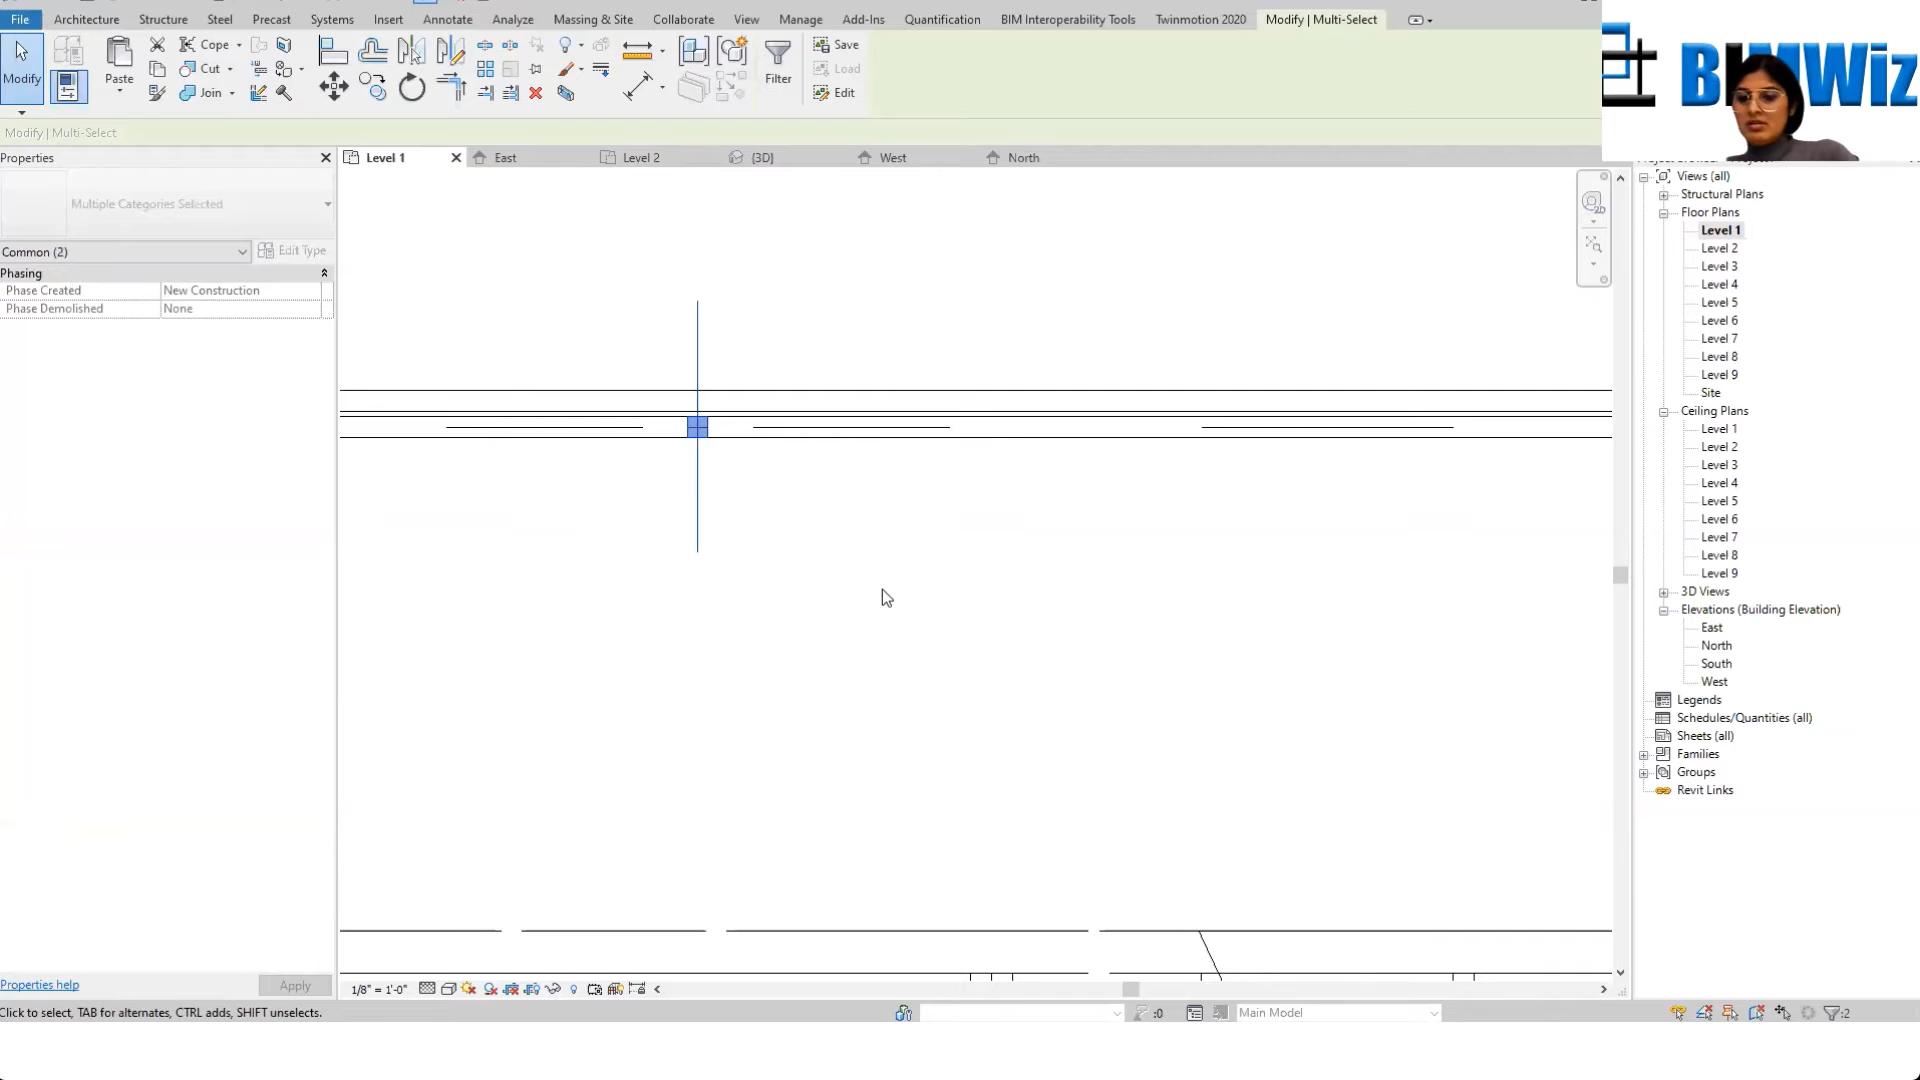 File Architecture Structure Steel Precast Systems Insert Annotate Analyze Massing & Site Collaborate View Manage Add-Ins Quantification BIM Interoperability Tools Twinmotion 2020 Modify | Multi-Select
Cope Save
Cut Load
Modify Paste Filter
Join Edit
BIMWiz
Modify | Multi-Select
Properties
Level 1 East Level 2 {3D} West North
Multiple Categories Selected
Common (2) Edit Type
Phasing
Phase Created New Construction
Phase Demolished None
2D
Views (all)
Structural Plans
Floor Plans
Level 1
Level 2
Level 3
Level 4
Level 5
Level 6
Level 7
Level 8
Level 9
Site
Ceiling Plans
Level 1
Level 2
Level 3
Level 4
Level 5
Level 6
Level 7
Level 8
Level 9
3D Views
Elevations (Building Elevation)
East
North
South
West
Legends
Schedules/Quantities (all)
Sheets (all)
Families
Groups
Revit Links
Properties help Apply
1/8" = 1'-0"
Click to select, TAB for alternates, CTRL adds, SHIFT unselects. :0 Main Model :2